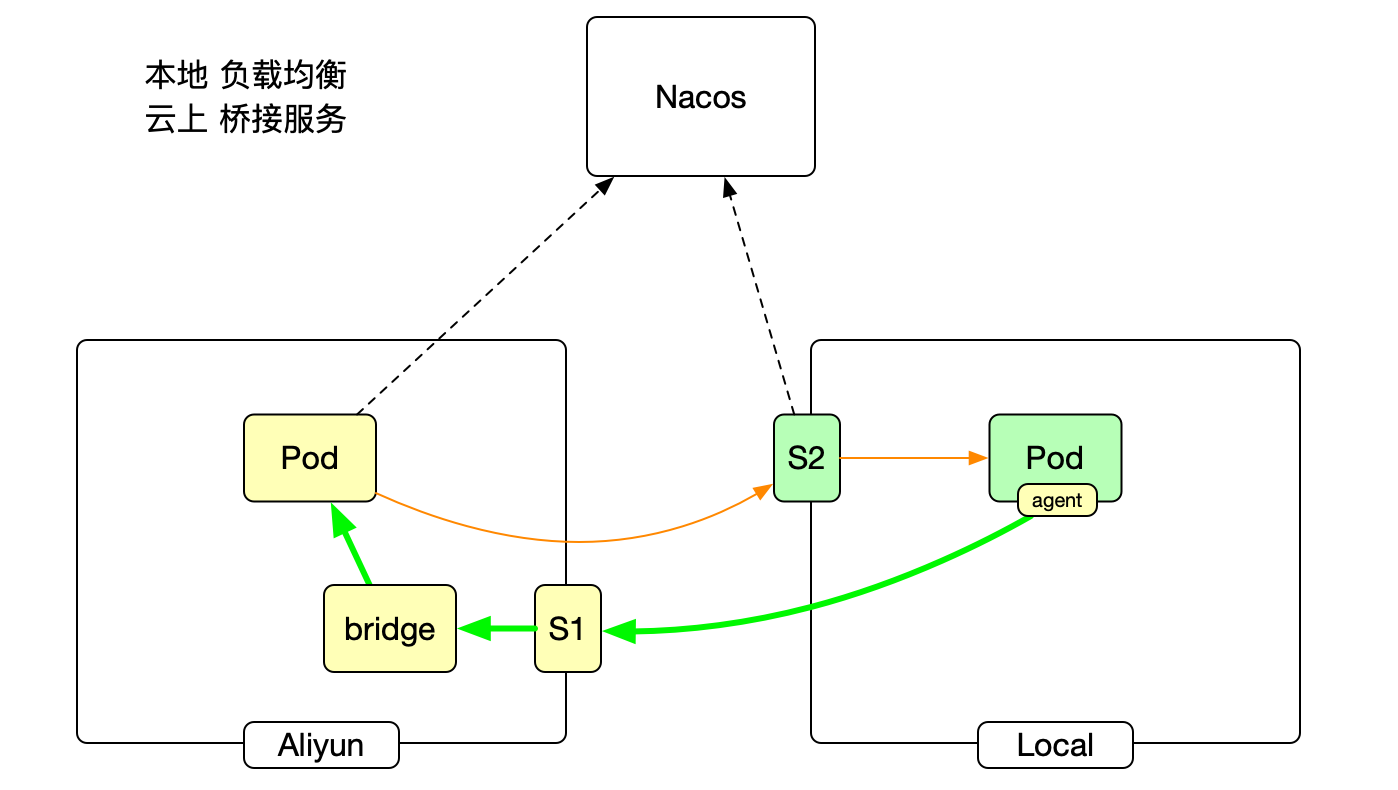 本地 负载均衡
云上 桥接服务
Nacos
Pod
S2
Pod
agent
bridge
S1
Aliyun
Local